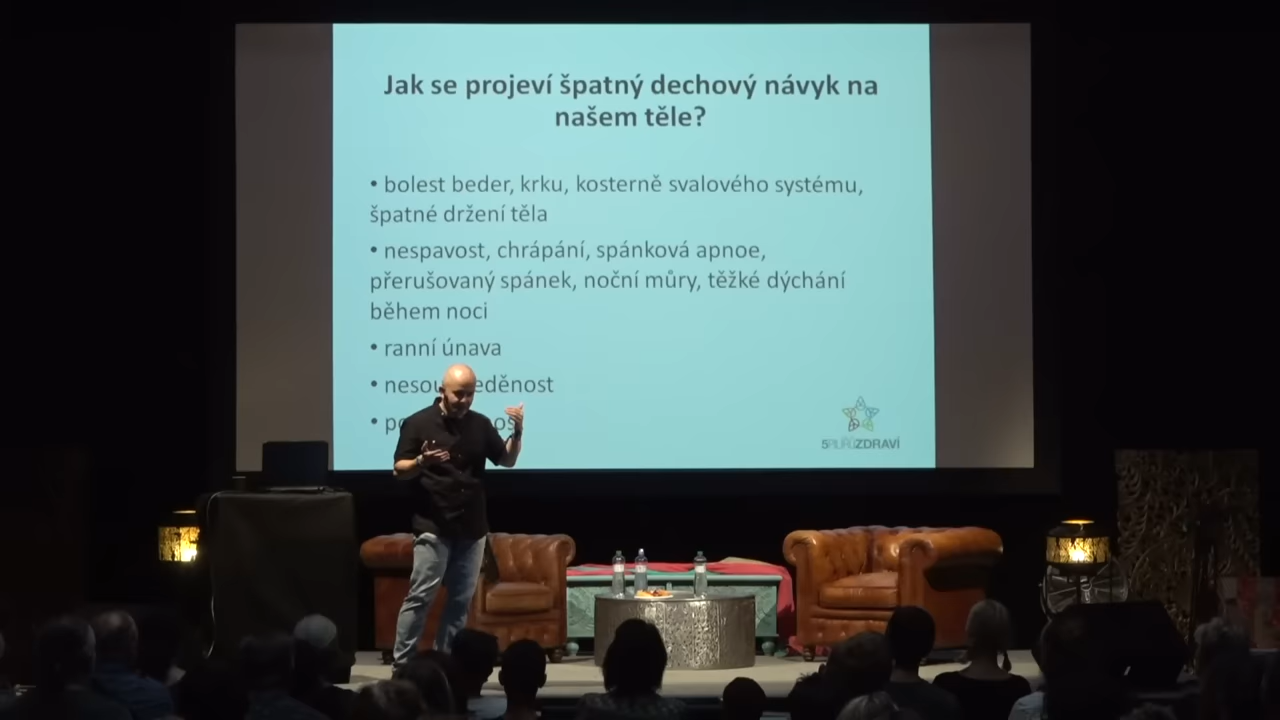 Jak se projeví špatný dechový návyk na
našem těle?
• bolest beder, krku, kosterně svalového systému,
špatné držení těla
• nespavost, chrápání, spánková apnoe,
přerušovaný spánek, noční můry, těžké dýchání
během noci
• ranní únava
5PILÍŘŮZDRAVÍ